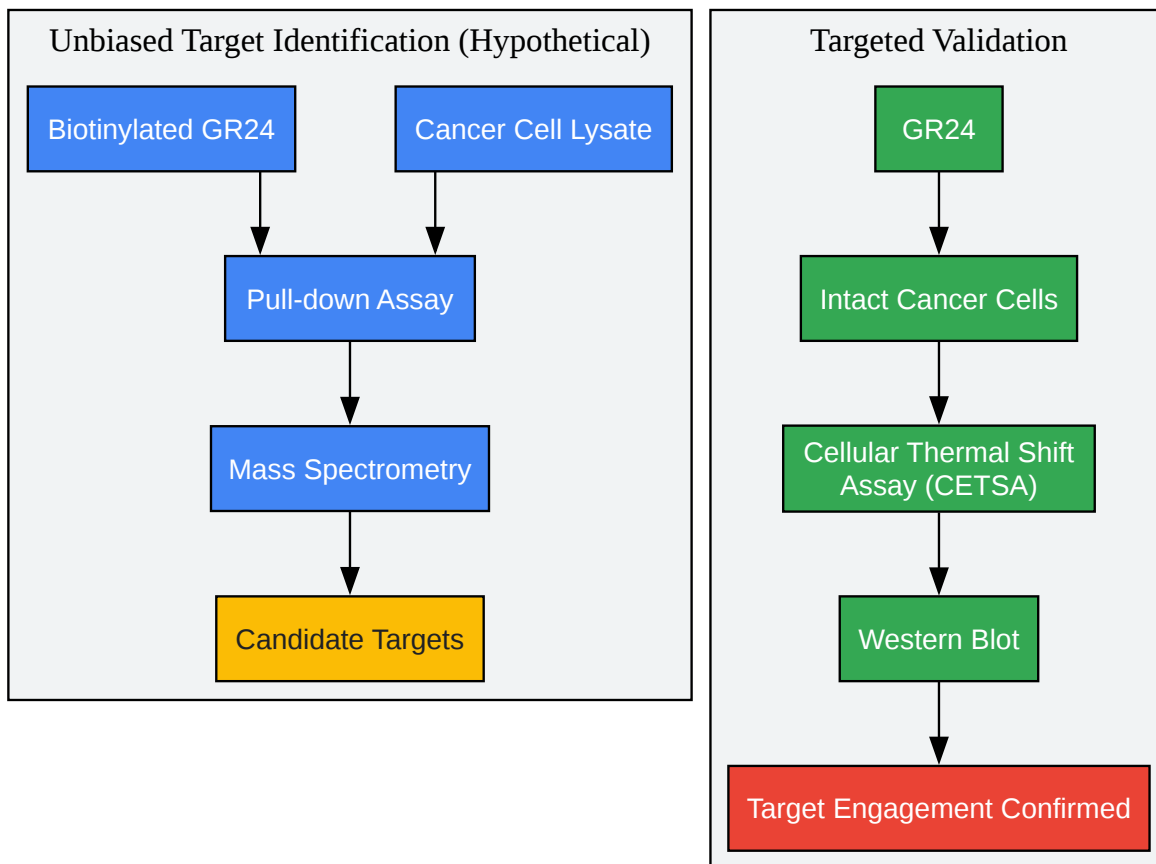 Unbiased Target Identification (Hypothetical)
Biotinylated GR24
Cancer Cell Lysate
Pull-down Assay
Mass Spectrometry
Candidate Targets
Targeted Validation
GR24
Intact Cancer Cells
Cellular Thermal Shift
Assay (CETSA)
Western Blot
Target Engagement Confirmed